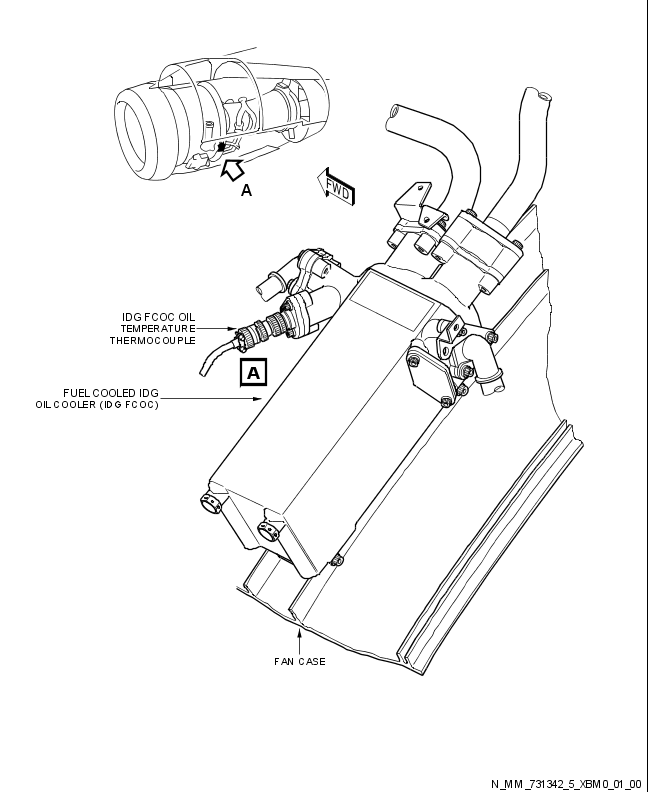 A
FWD
IDG FCOC OIL
TEMPERATURE
THERMOCOUPLE
A
FUEL COOLED IDG
OIL COOLER (IDG FCOC)
FAN CASE
N_MM_731342_5_XBM0_01_00